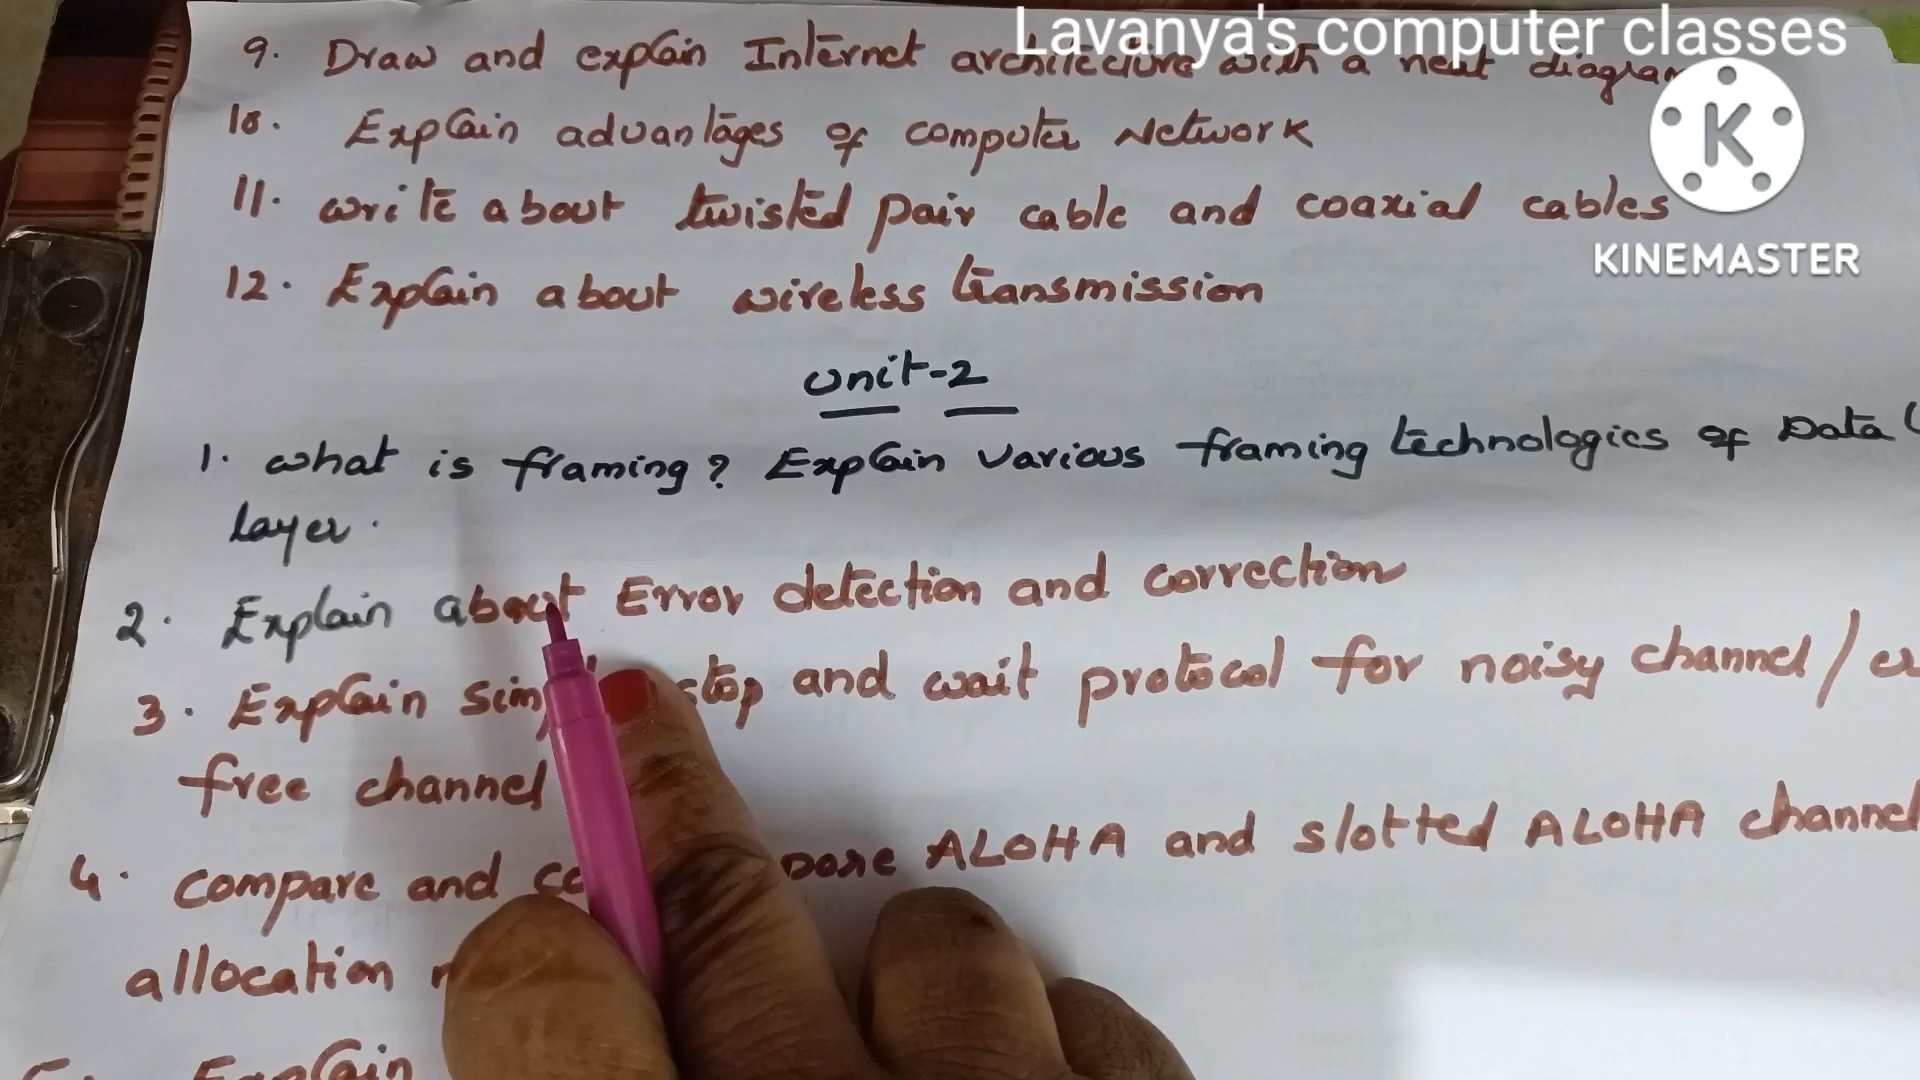 Lavanya's computer classes
9. Draw and explain Internet architecture with a neat diagram
10. Explain advantages of computer Network
11. write about twisted pair cable and coaxial cables
K
KINEMASTER
12. Explain about wireless transmission
Unit-2
1. what is framing? Explain various framing technologies of Data
layer.
2. Explain about Error detection and correction
3. Explain stop and wait protocol for noisy channel /
free channel
4. compare and ALOHA and slotted ALOHA channel
allocation
Explain